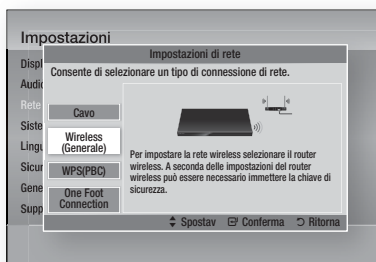 Impostazioni
Impostazioni di rete
Consente di selezionare un tipo di connessione di rete.
Cavo
Wireless
(Generale)
WPS(PBC)
One Foot
Connection
Per impostare la rete wireless selezionare il router
wireless. A seconda delle impostazioni del router
wireless può essere necessario immettere la chiave di
sicurezza.
Displ
Audio
Rete
Siste
Lingu
Sicur
Gene
Supp
Spostav Conferma Ritorna